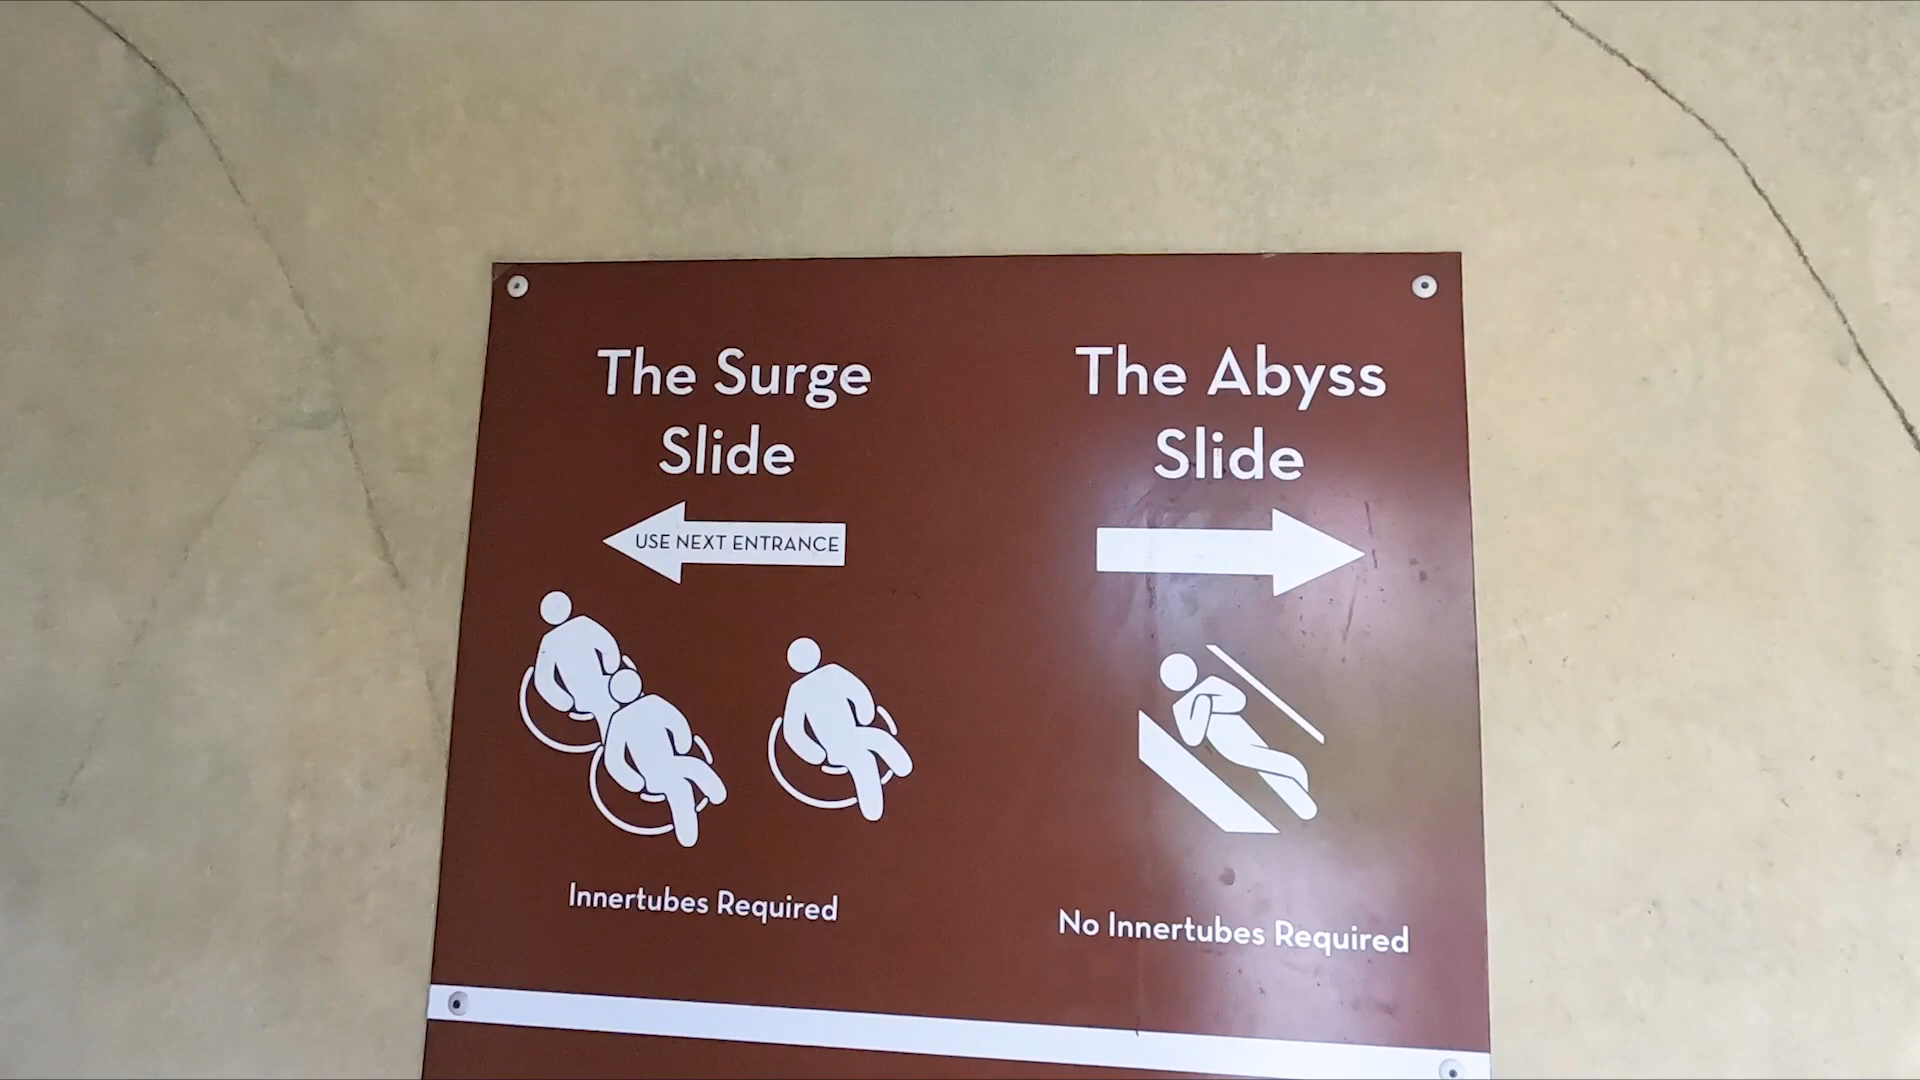 The Surge
Slide
USE NEXT ENTRANCE
Innertubes Required
The Abyss
Slide
No Innertubes Required